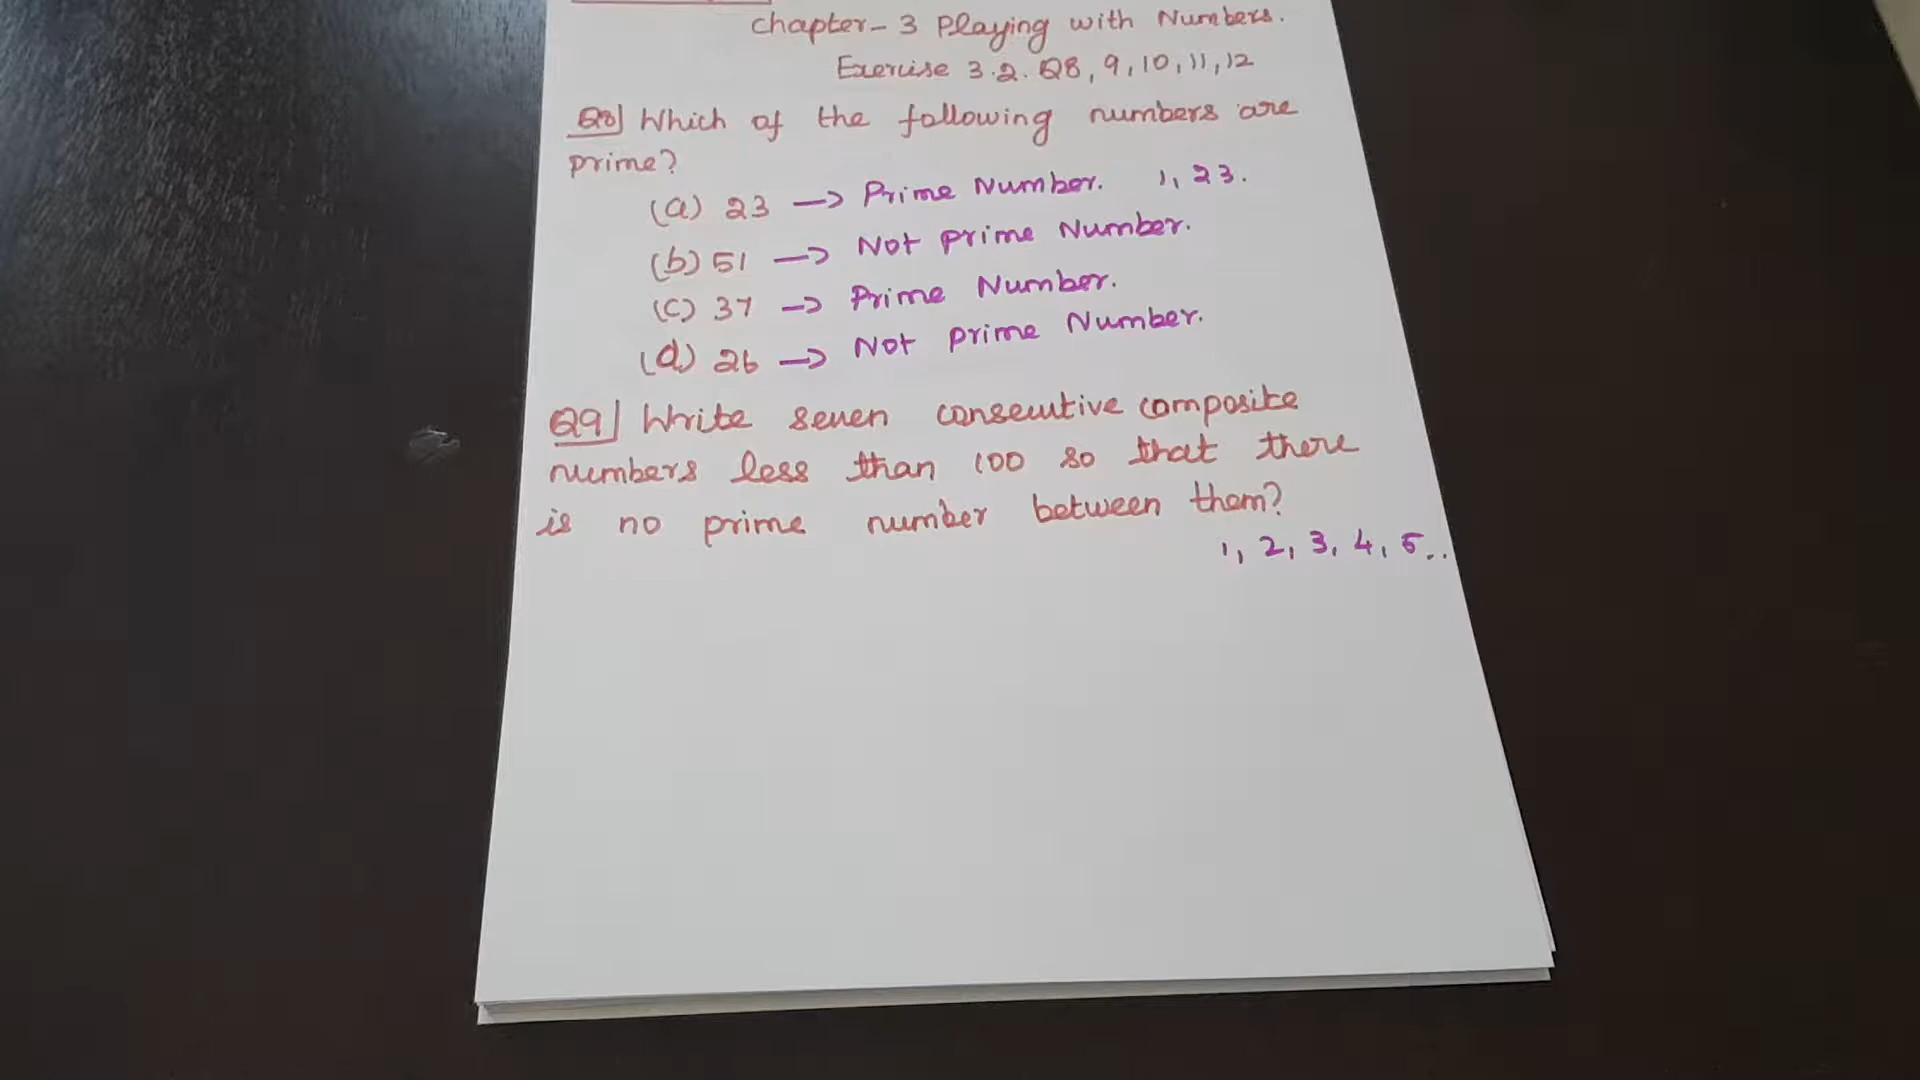 Chapter-3 Playing with Numbers.
Exercise 3.2. Q8, 9, 10, 11, 12
Q8] Which of the following numbers are
prime?
(a) 23 → Prime Number. 1, 23.
(b) 51 → Not prime Number.
(c) 37 → Prime Number.
(d) 26 → Not prime Number.
Q9] Write seven consecutive composite
numbers less than 100 so that there
is no prime number between them?
1, 2, 3, 4, 5..